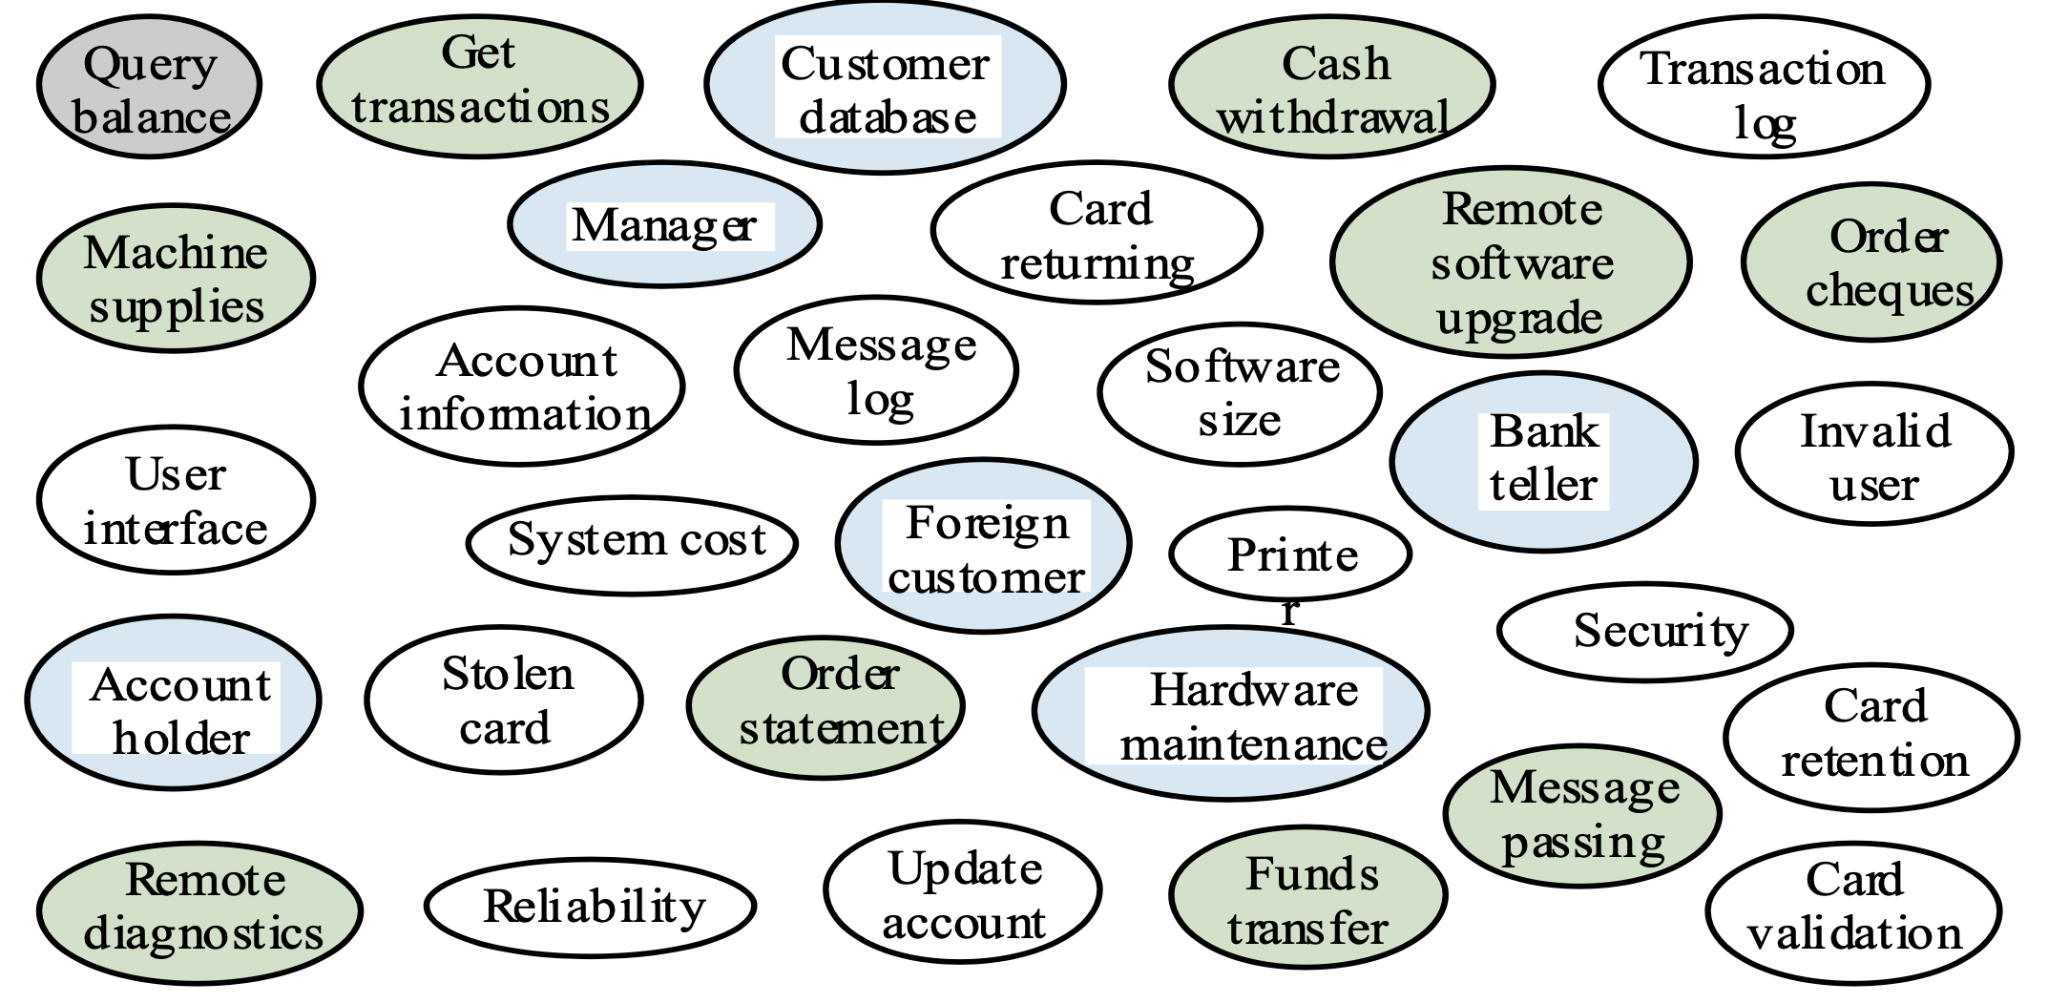 Query
balance
Get
transactions
Customer
database
Cash
withdrawal
Transaction
log
Machine
supplies
Manager
Card
returning
Remote
software
upgrade
Order
cheques
Account
information
Message
log
Software
size
Bank
teller
Invalid
user
User
interface
System cost
Foreign
customer
Printe
r
Security
Account
holder
Stolen
card
Order
statement
Hardware
maintenance
Card
retention
Message
passing
Remote
diagnostics
Reliability
Update
account
Funds
transfer
Card
validation